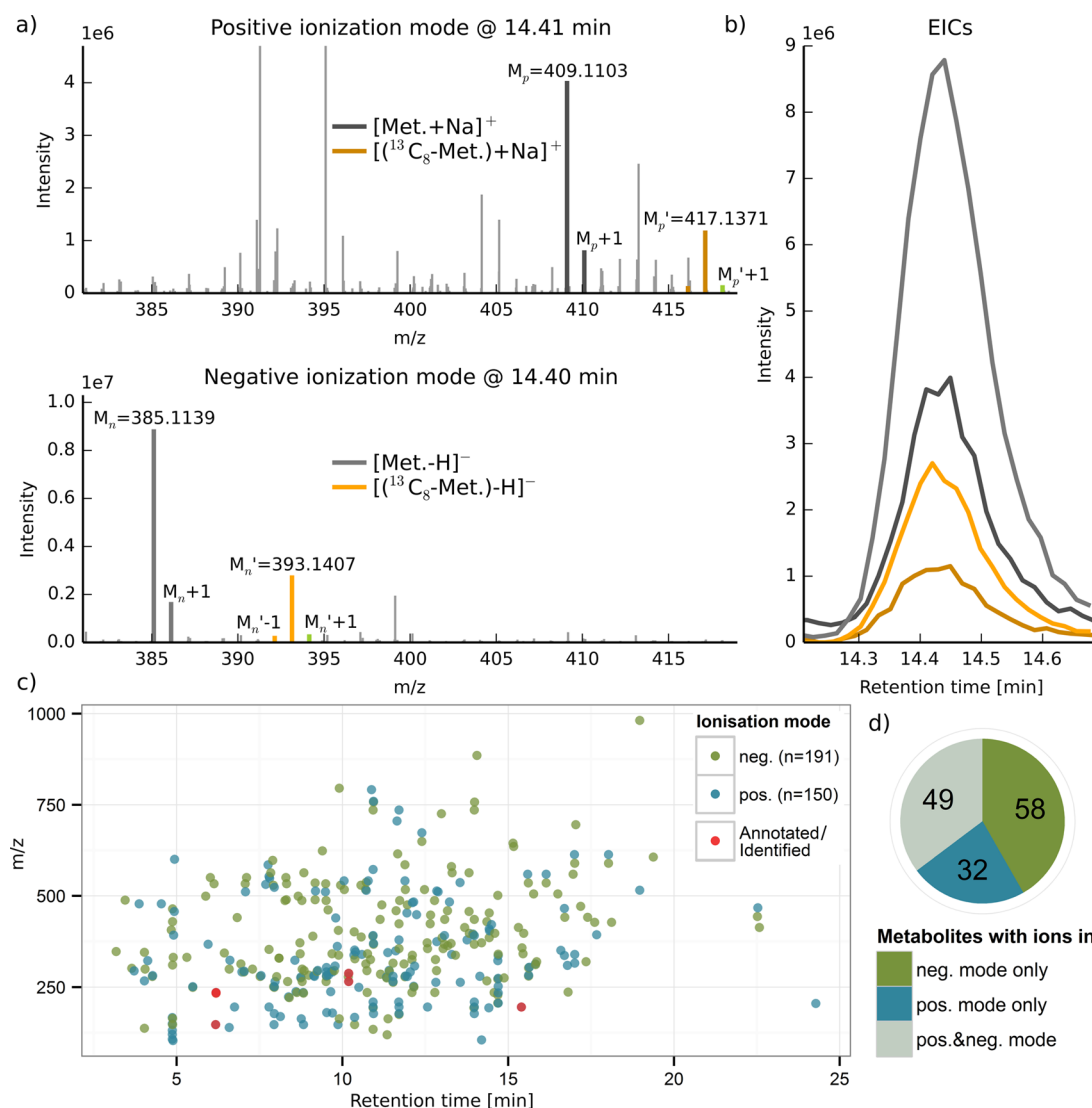 a)
Positive ionization mode @ 14.41 min
1e6
Mₚ=409.1103
[Met.+Na]⁺
[(¹³C₈-Met.)+Na]⁺
Mₚ'=417.1371
Mₚ+1
Mₚ'+1
Intensity
4
3
2
1
0
385
390
395
400
405
410
415
m/z
Negative ionization mode @ 14.40 min
1e7
Mₙ=385.1139
[Met.-H]⁻
[(¹³C₈-Met.)-H]⁻
Mₙ'=393.1407
Mₙ+1
Mₙ'-1
Mₙ'+1
Intensity
1.0
0.8
0.6
0.4
0.2
0.0
385
390
395
400
405
410
415
m/z
b)
EICs
1e6
Intensity
9
8
7
6
5
4
3
2
1
0
14.3
14.4
14.5
14.6
Retention time [min]
c)
m/z
1000
750
500
250
5
10
15
20
25
Retention time [min]
Ionisation mode
neg. (n=191)
pos. (n=150)
Annotated/
Identified
d)
49
58
32
Metabolites with ions in
neg. mode only
pos. mode only
pos.&neg. mode